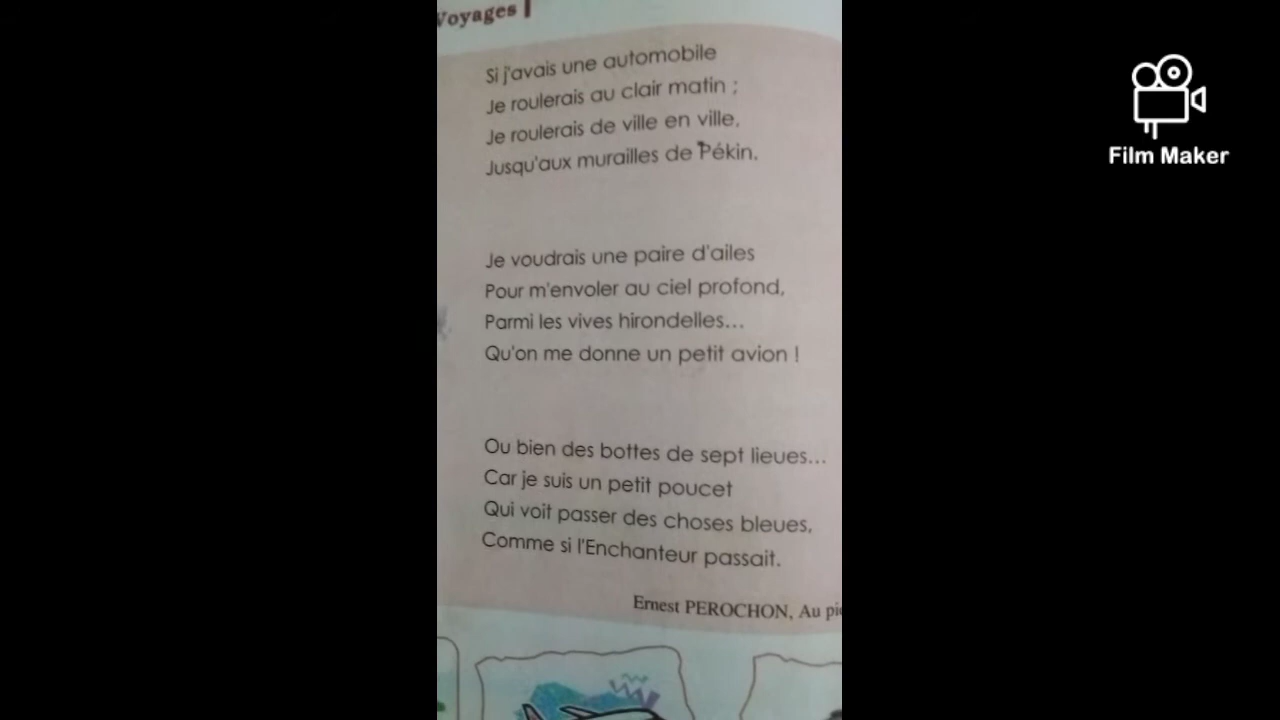 Voyages
Si j'avais une automobile
Je roulerais au clair matin ;
Je roulerais de ville en ville,
Jusqu'aux murailles de Pékin.
Je voudrais une paire d'ailes
Pour m'envoler au ciel profond,
Parmi les vives hirondelles...
Qu'on me donne un petit avion !
Ou bien des bottes de sept lieues...
Car je suis un petit poucet
Qui voit passer des choses bleues,
Comme si l'Enchanteur passait.
Ernest PEROCHON, Au
Film Maker